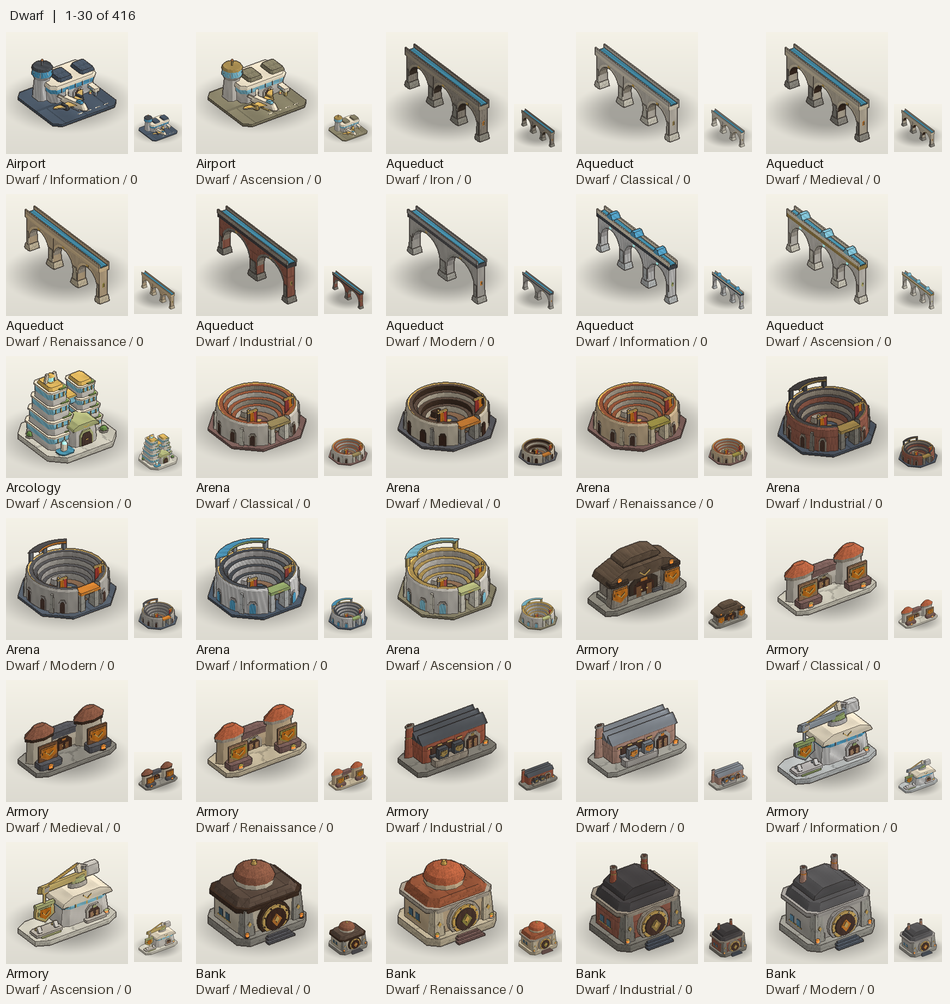 Dwarf | 1-30 of 416
Airport
Dwarf / Information / 0
Airport
Dwarf / Ascension / 0
Aqueduct
Dwarf / Iron / 0
Aqueduct
Dwarf / Classical / 0
Aqueduct
Dwarf / Medieval / 0
Aqueduct
Dwarf / Renaissance / 0
Aqueduct
Dwarf / Industrial / 0
Aqueduct
Dwarf / Modern / 0
Aqueduct
Dwarf / Information / 0
Aqueduct
Dwarf / Ascension / 0
Arcology
Dwarf / Ascension / 0
Arena
Dwarf / Classical / 0
Arena
Dwarf / Medieval / 0
Arena
Dwarf / Renaissance / 0
Arena
Dwarf / Industrial / 0
Arena
Dwarf / Modern / 0
Arena
Dwarf / Information / 0
Arena
Dwarf / Ascension / 0
Armory
Dwarf / Iron / 0
Armory
Dwarf / Classical / 0
Armory
Dwarf / Medieval / 0
Armory
Dwarf / Renaissance / 0
Armory
Dwarf / Industrial / 0
Armory
Dwarf / Modern / 0
Armory
Dwarf / Information / 0
Armory
Dwarf / Ascension / 0
Bank
Dwarf / Medieval / 0
Bank
Dwarf / Renaissance / 0
Bank
Dwarf / Industrial / 0
Bank
Dwarf / Modern / 0